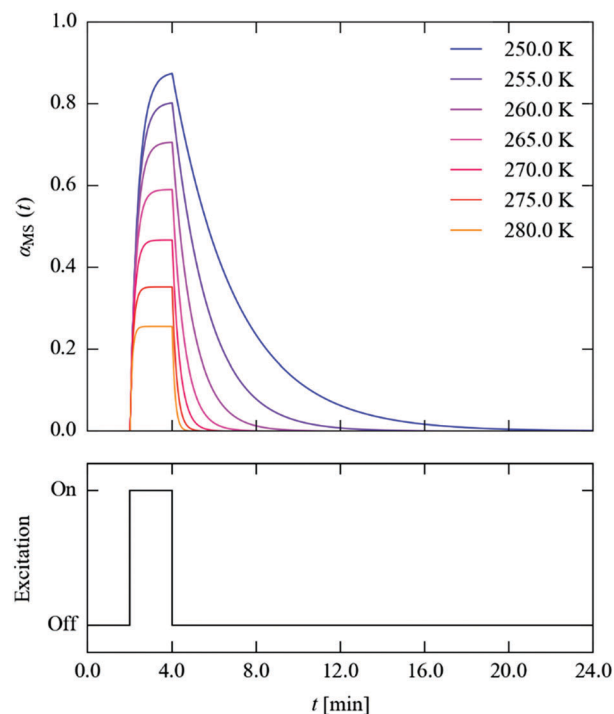 1.0
0.8
0.6
0.4
0.2
0.0
α_MS (t)
250.0 K
255.0 K
260.0 K
265.0 K
270.0 K
275.0 K
280.0 K
On
Off
Excitation
0.0 4.0 8.0 12.0 16.0 20.0 24.0
t [min]